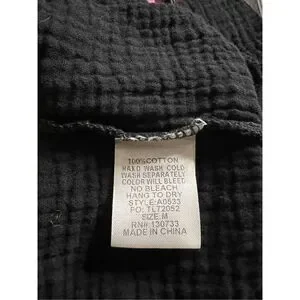 100% COTTON
HAND WASH COLD
WASH SEPARATELY
COLOR WILL BLEED
NO BLEACH
HANG TO DRY
STYLE:A0533
PO: TLT2052
SIZE:M
RN# 130733
MADE IN CHINA